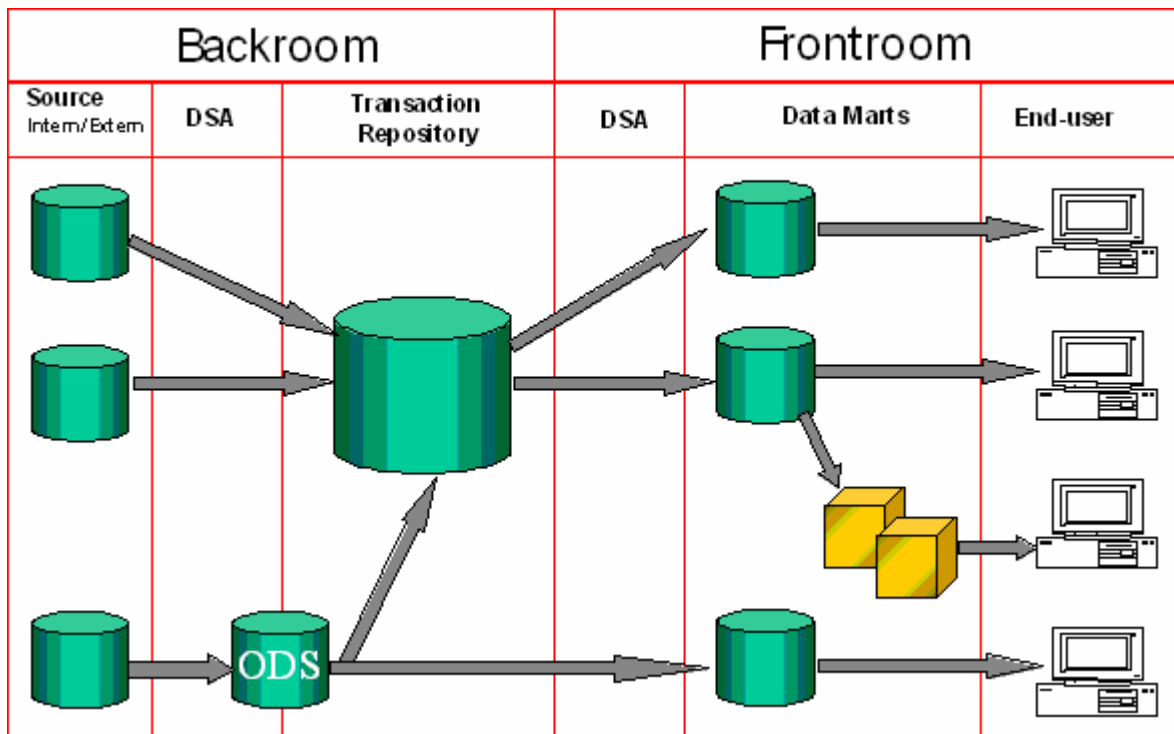 Backroom
Frontroom
Source
Intern/Extern
DSA
Transaction
Repository
DSA
Data Marts
End-user
ODS